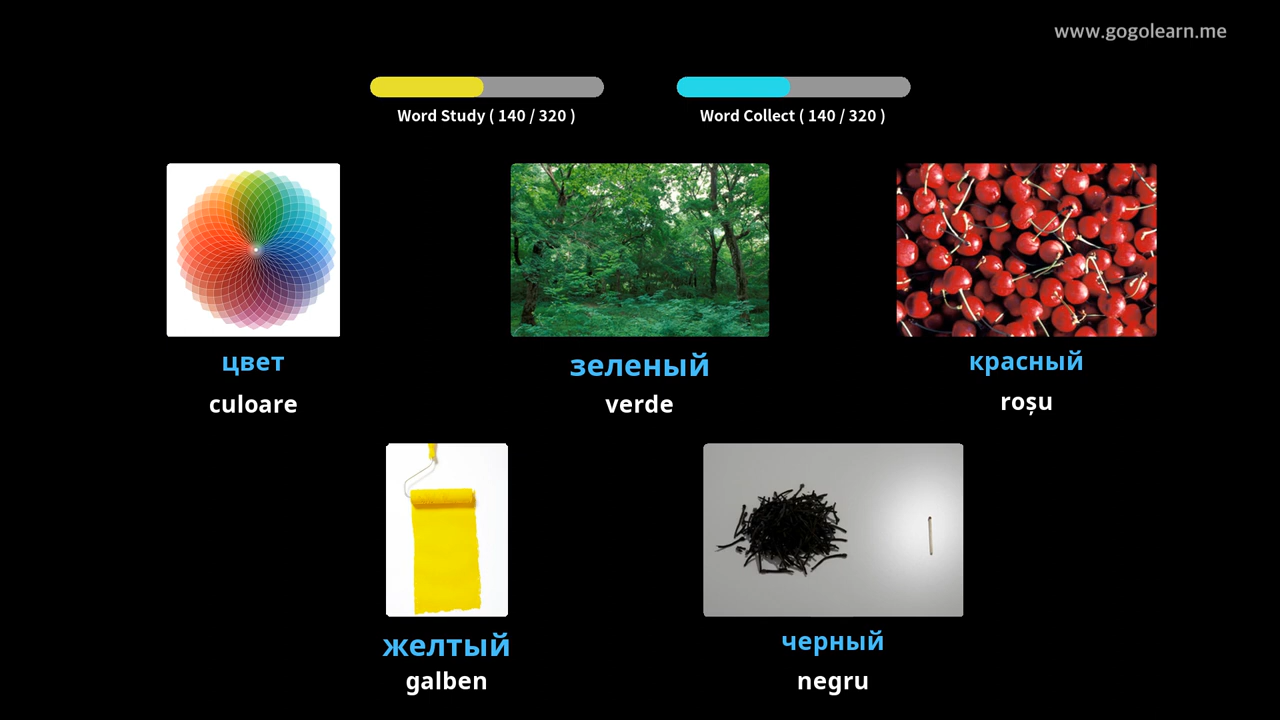 www.gogolearn.me
Word Study ( 140 / 320 )
Word Collect ( 140 / 320 )
цвет
зеленый
красный
culoare
verde
roșu
желтый
черный
galben
negru